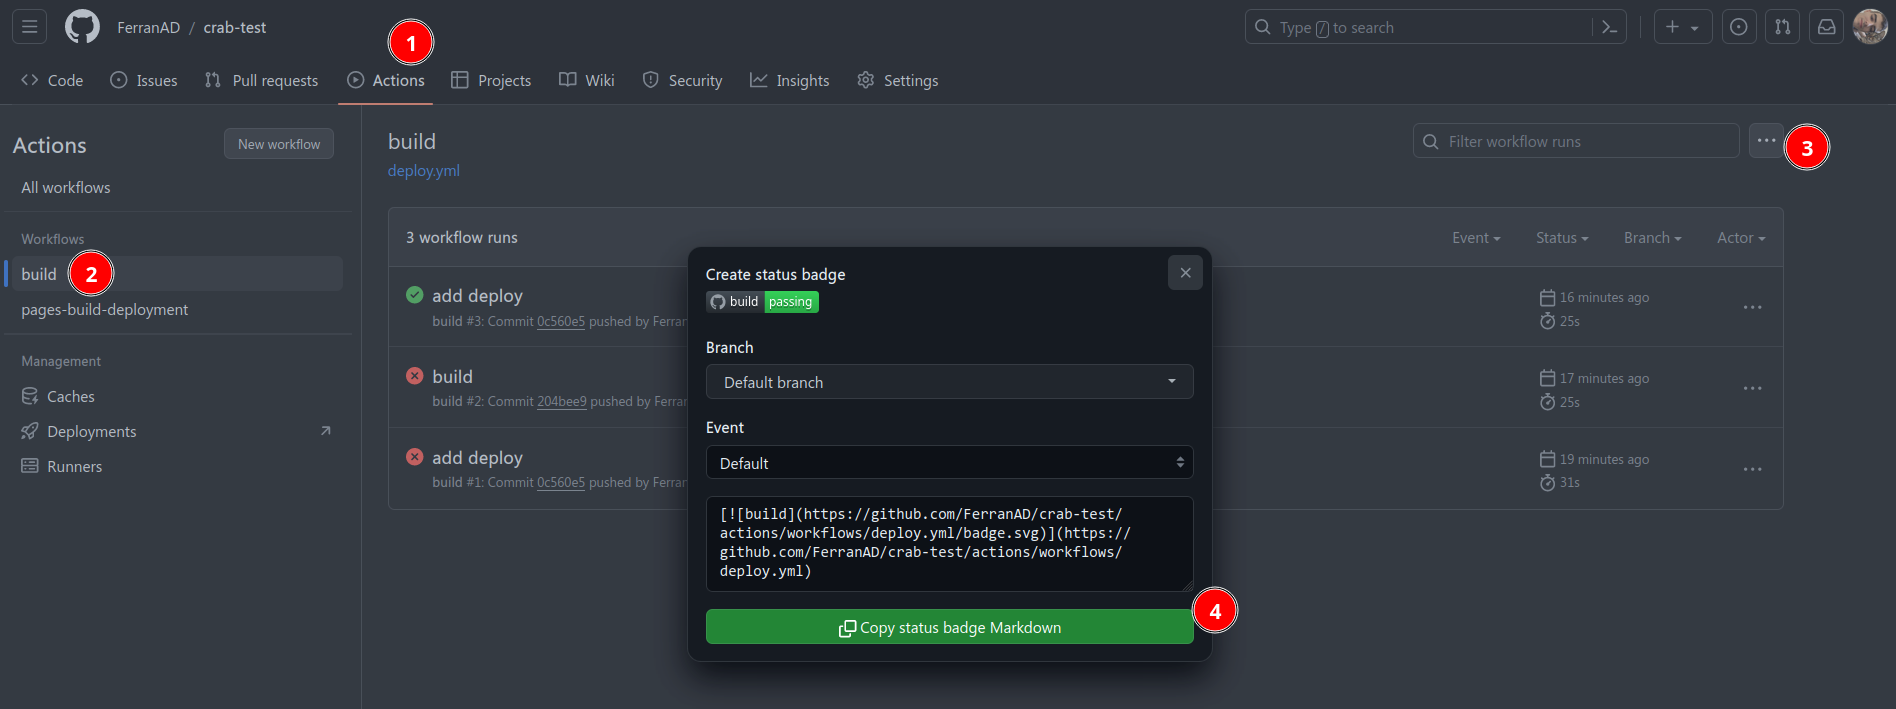 FerranAD / crab-test
Type / to search
1
Code
Issues
Pull requests
Actions
Projects
Wiki
Security
Insights
Settings
Actions
New workflow
All workflows
Workflows
build
2
pages-build-deployment
Management
Caches
Deployments
Runners
build
deploy.yml
Filter workflow runs
3
3 workflow runs
Event
Status
Branch
Actor
add deploy
build #3: Commit 0c560e5 pushed by Ferran
16 minutes ago
25s
build
build #2: Commit 204bee9 pushed by Ferran
17 minutes ago
25s
add deploy
build #1: Commit 0c560e5 pushed by Ferran
19 minutes ago
31s
Create status badge
build passing
Branch
Default branch
Event
Default
[![build](https://github.com/FerranAD/crab-test/
actions/workflows/deploy.yml/badge.svg)](https://
github.com/FerranAD/crab-test/actions/workflows/
deploy.yml)
4
Copy status badge Markdown